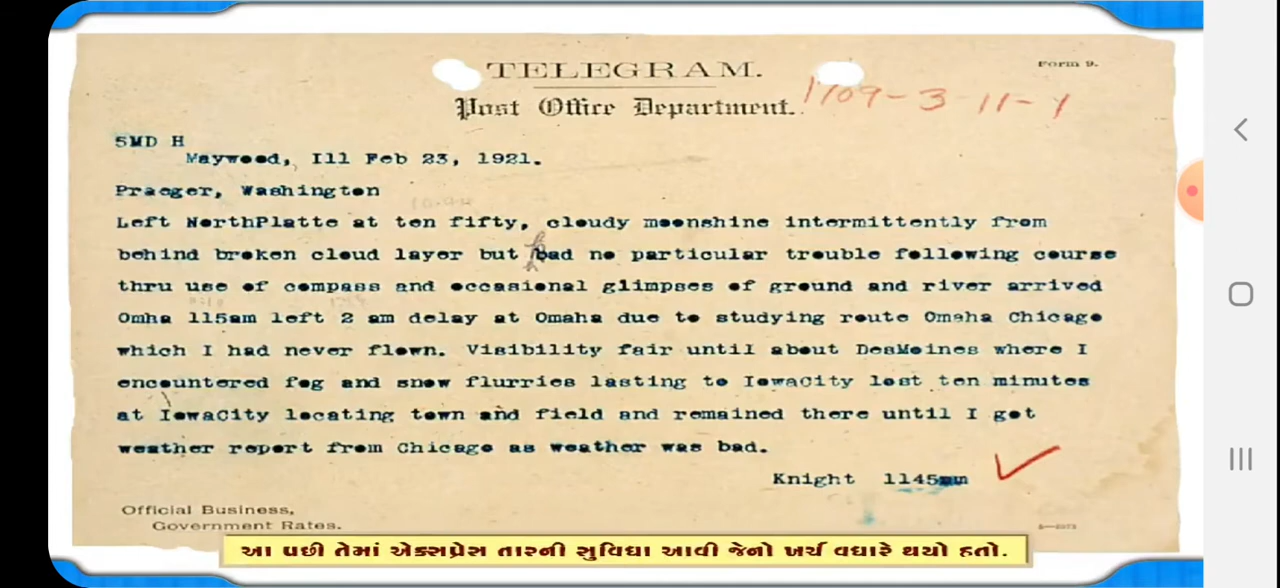 TELEGRAM.
Form 9.
Post Office Department.
1709-3-11-1
5MD H
Maywood, Ill Feb 23, 1921.
Praeger, Washington
Left NorthPlatte at ten fifty, cloudy moonshine intermittently from
behind broken cloud layer but had no particular trouble following course
thru use of compass and occasional glimpses of ground and river arrived
Omha 115am left 2 am delay at Omaha due to studying route Omaha Chicago
which I had never flown. Visibility fair until about DesMoines where I
encountered fog and snow flurries lasting to IowaCity lost ten minutes
at IowaCity locating town and field and remained there until I got
weather report from Chicago as weather was bad.
Knight 1145
Official Business,
Government Rates.
આ પછી તેમાં એક્સપ્રેસ તારની સુવિધા આવી જેનો ખર્ચ વધારે થયો હતો.